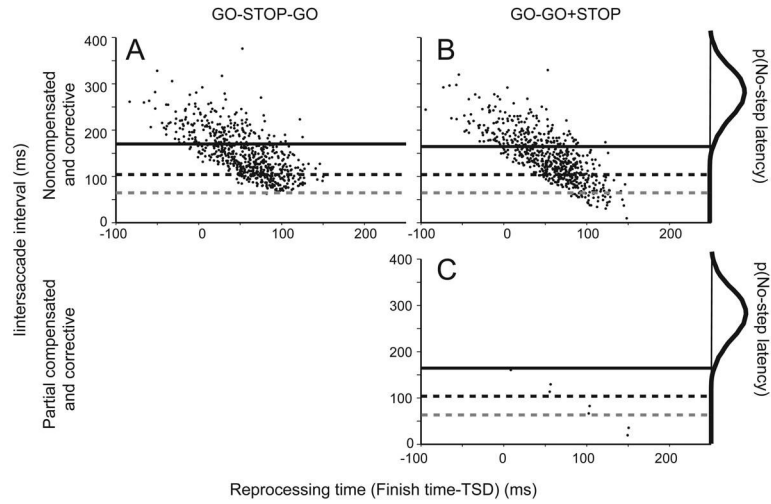 GO-STOP-GO
GO-GO+STOP
A
B
400
300
200
100
0
-100
0
100
200
-100
0
100
200
Noncompensated
and corrective
p(No-step latency)
Iintersaccade interval (ms)
C
400
300
200
100
0
-100
0
100
200
Partial compensated
and corrective
p(No-step latency)
Reprocessing time (Finish time-TSD) (ms)